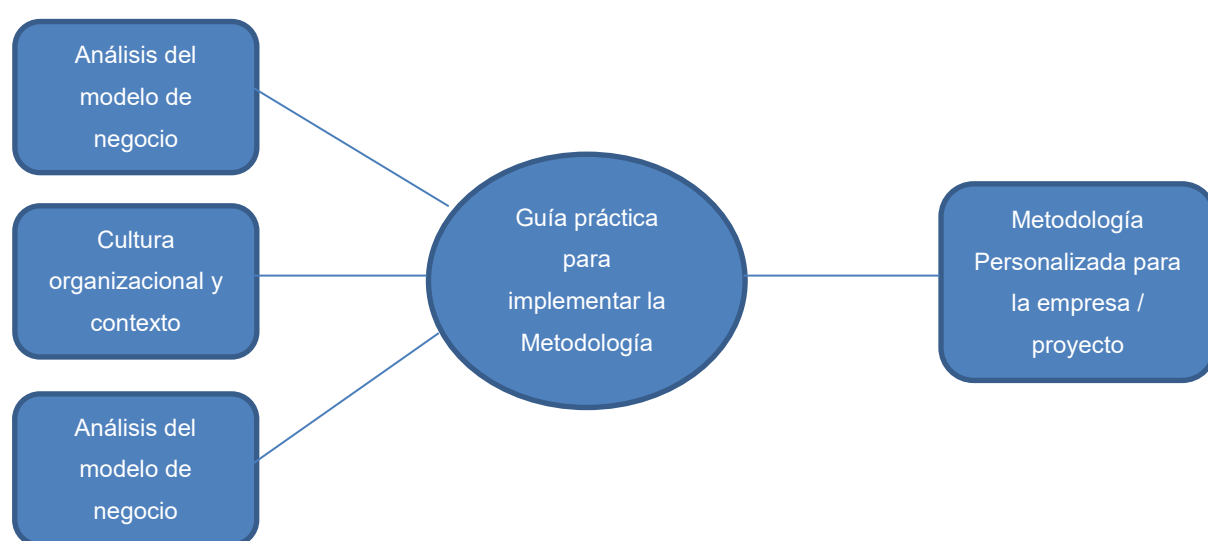 Análisis del
modelo de
negocio
Cultura
organizacional y
contexto
Análisis del
modelo de
negocio
Guía práctica
para
implementar la
Metodología
Metodología
Personalizada para
la empresa /
proyecto